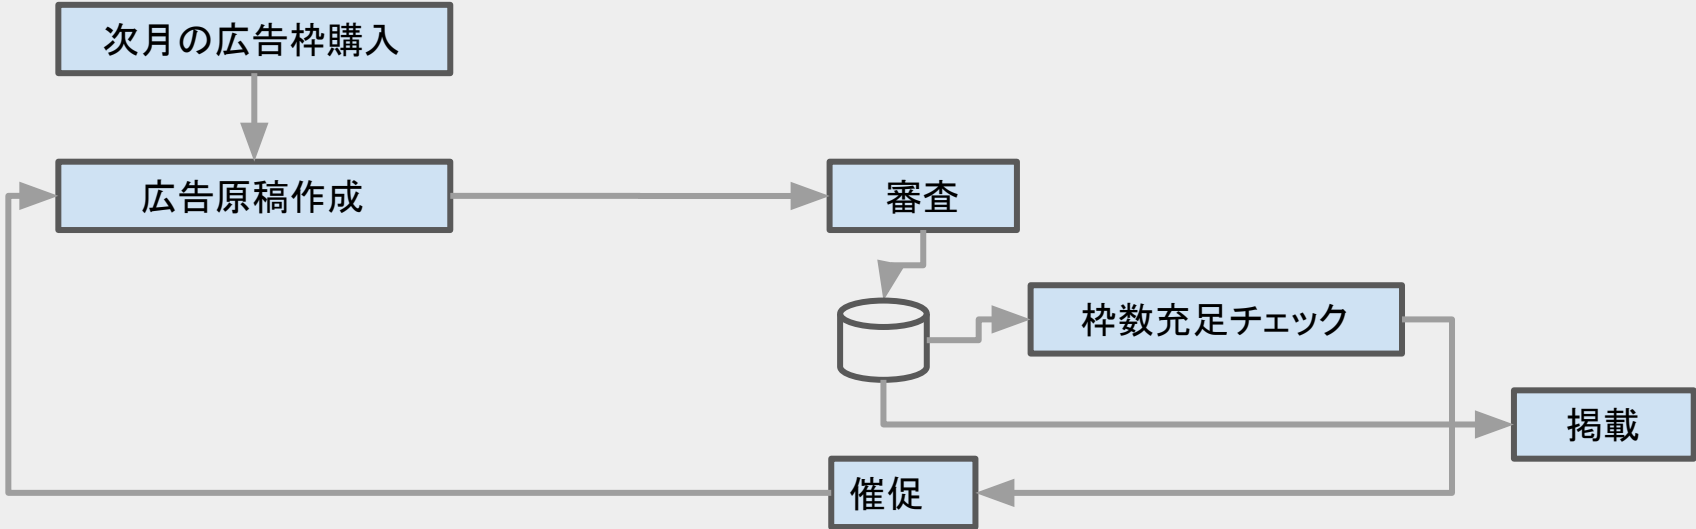 次月の広告枠購入
広告原稿作成
審査
枠数充足チェック
掲載
催促